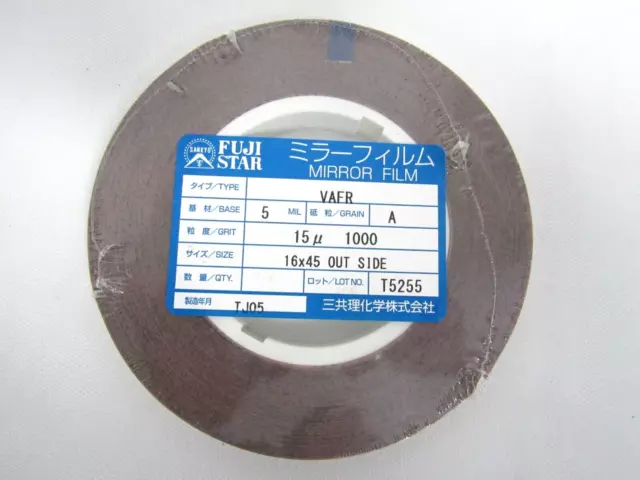 SANKYO
FUJI STAR
ミラーフィルム
MIRROR FILM
タイプ/TYPE VAFR
基材/BASE 5 MIL 砥粒/GRAIN A
粒度/GRIT 15μ 1000
サイズ/SIZE 16x45 OUT SIDE
数量/QTY. ロット/LOT NO. T5255
製造年月 TJ05 三共理化学株式会社